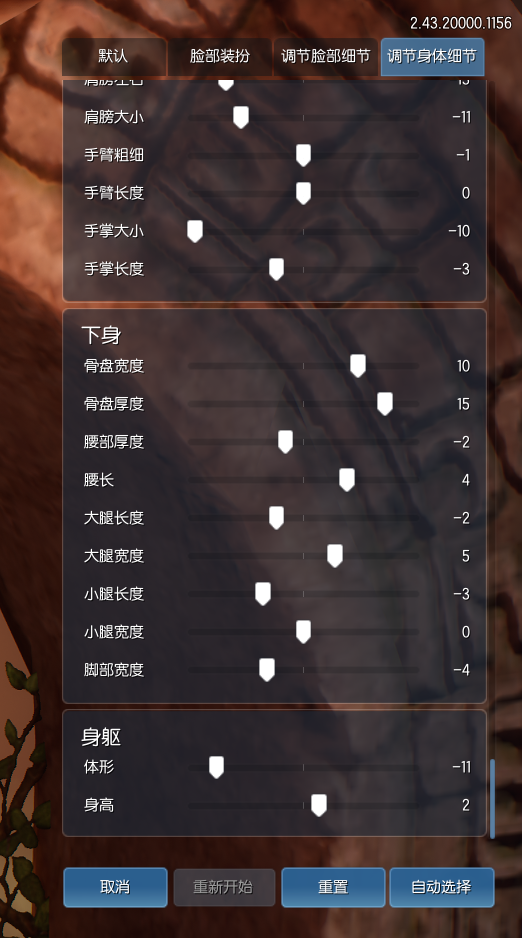 2.43.20000.1156
默认 脸部装扮 调节脸部细节 调节身体细节
肩膀左右 13
肩膀大小 -11
手臂粗细 -1
手臂长度 0
手掌大小 -10
手掌长度 -3
下身
骨盘宽度 10
骨盘厚度 15
腰部厚度 -2
腰长 4
大腿长度 -2
大腿宽度 5
小腿长度 -3
小腿宽度 0
脚部宽度 -4
身躯
体形 -11
身高 2
取消 重新开始 重置 自动选择